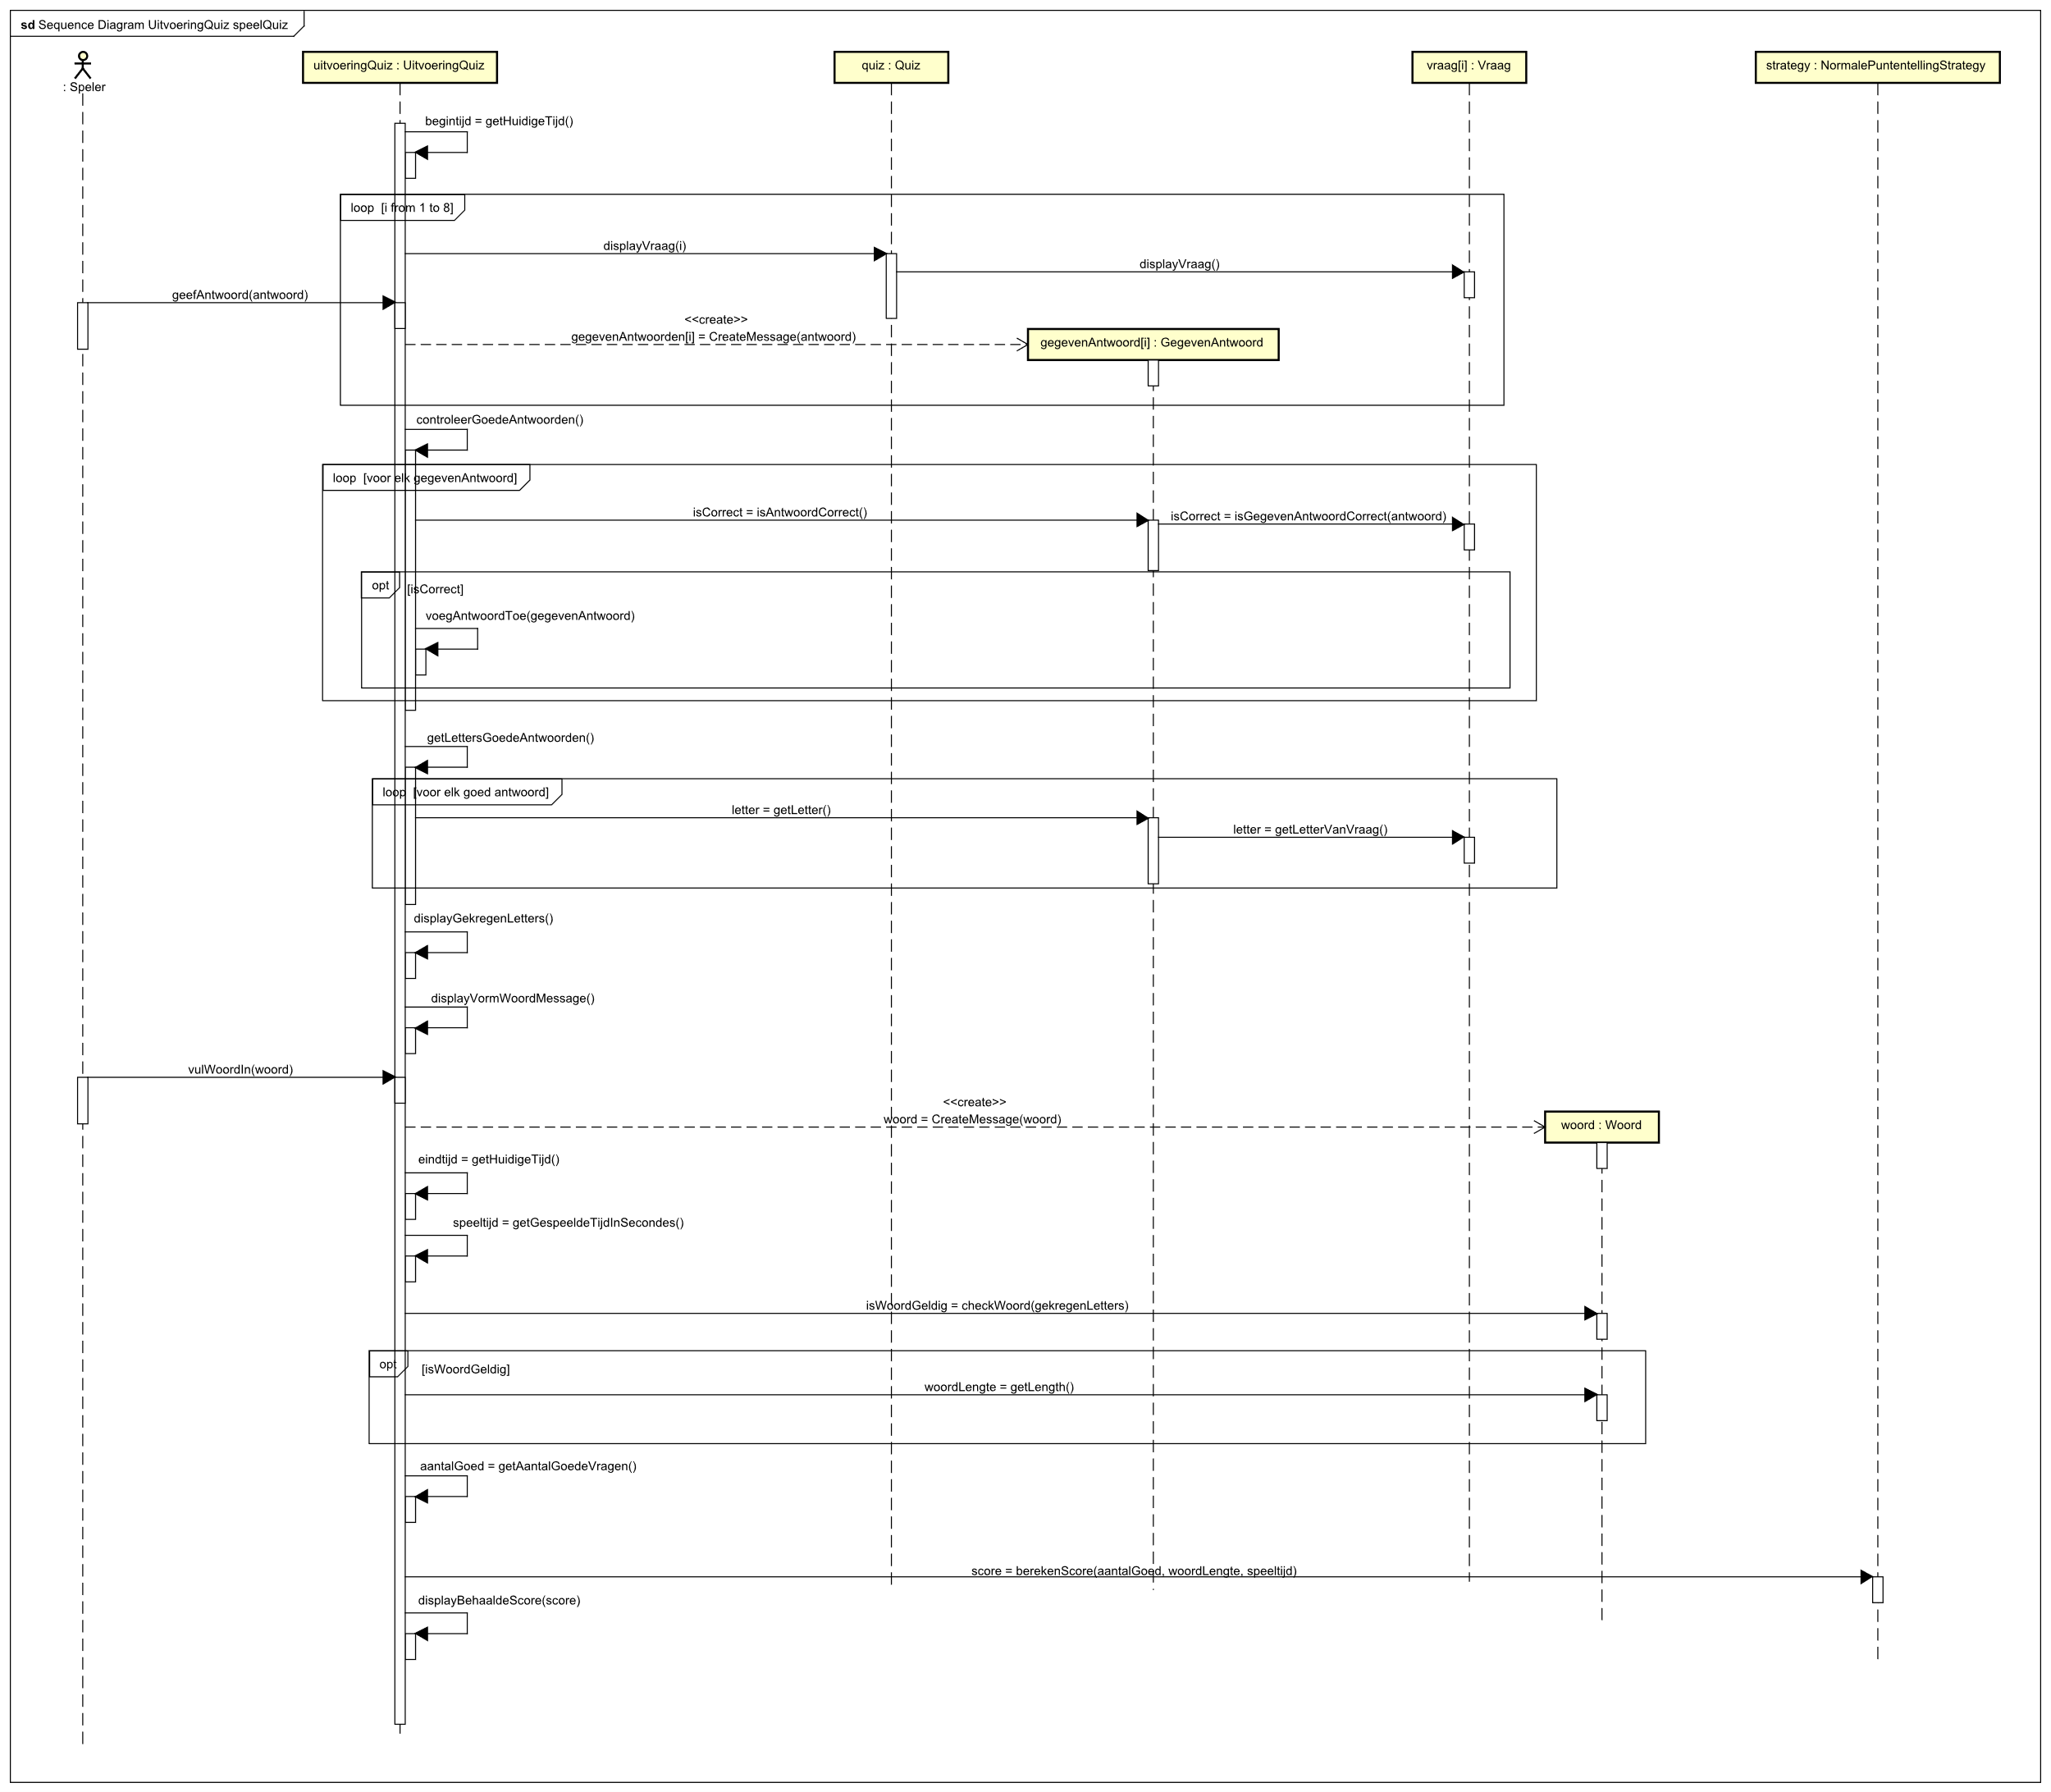 sd Sequence Diagram UitvoeringQuiz speelQuiz
: Speler
uitvoeringQuiz : UitvoeringQuiz
quiz : Quiz
vraag[i] : Vraag
strategy : NormalePuntentellingStrategy
begintijd = getHuidigeTijd()
loop [i from 1 to 8]
displayVraag(i)
displayVraag()
geefAntwoord(antwoord)
<<create>>
gegevenAntwoorden[i] = CreateMessage(antwoord)
gegevenAntwoord[i] : GegevenAntwoord
controleerGoedeAntwoorden()
loop [voor elk gegevenAntwoord]
isCorrect = isAntwoordCorrect()
isCorrect = isGegevenAntwoordCorrect(antwoord)
opt [isCorrect]
voegAntwoordToe(gegevenAntwoord)
getLettersGoedeAntwoorden()
loop [voor elk goed antwoord]
letter = getLetter()
letter = getLetterVanVraag()
displayGekregenLetters()
displayVormWoordMessage()
vulWoordIn(woord)
<<create>>
woord = CreateMessage(woord)
woord : Woord
eindtijd = getHuidigeTijd()
speeltijd = getGespeeldeTijdInSecondes()
isWoordGeldig = checkWoord(gekregenLetters)
opt [isWoordGeldig]
woordLengte = getLength()
aantalGoed = getAantalGoedeVragen()
score = berekenScore(aantalGoed, woordLengte, speeltijd)
displayBehaaldeScore(score)